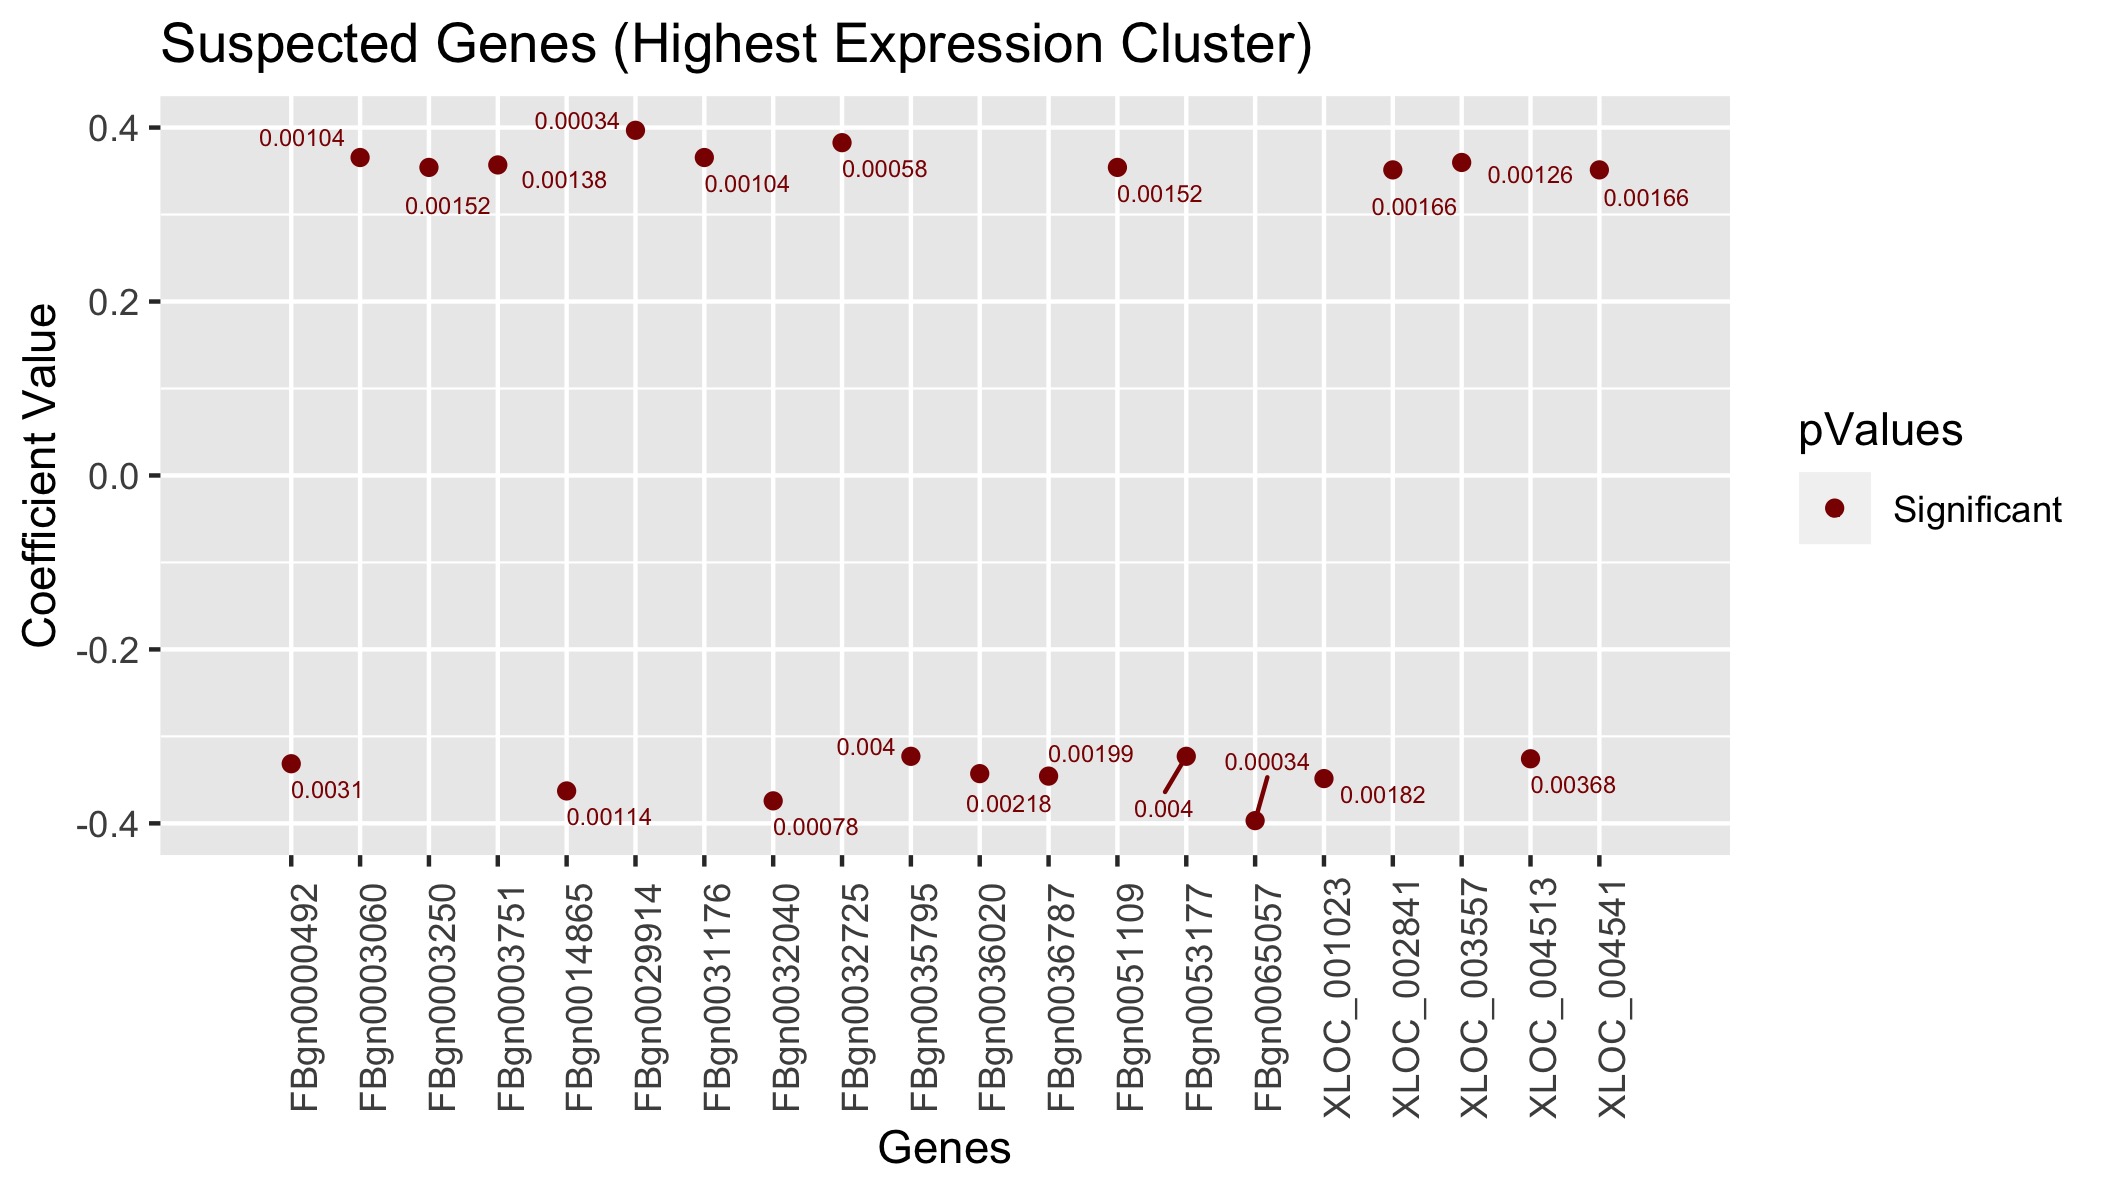 Suspected Genes (Highest Expression Cluster)
Coefficient Value
0.4
0.2
0.0
-0.2
-0.4
0.00104
0.00152
0.00138
0.00034
0.00104
0.00058
0.00152
0.00166
0.00126
0.00166
0.0031
0.00114
0.00078
0.004
0.00218
0.00199
0.004
0.00034
0.00182
0.00368
FBgn0000492
FBgn0003060
FBgn0003250
FBgn0003751
FBgn0014865
FBgn0029914
FBgn0031176
FBgn0032040
FBgn0032725
FBgn0035795
FBgn0036020
FBgn0036787
FBgn0051109
FBgn0053177
FBgn0065057
XLOC_001023
XLOC_002841
XLOC_003557
XLOC_004513
XLOC_004541
Genes
pValues
Significant